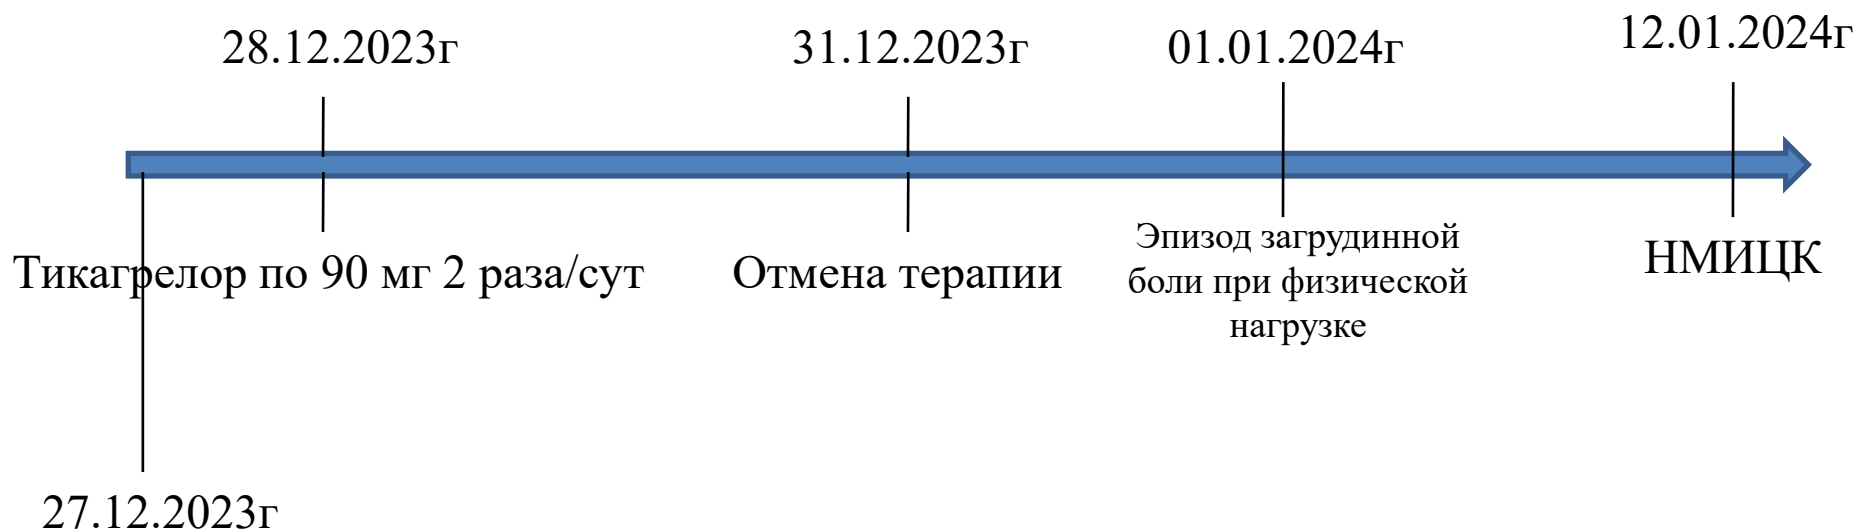 28.12.2023г
31.12.2023г
01.01.2024г
12.01.2024г
Тикагрелор по 90 мг 2 раза/сут
Отмена терапии
Эпизод загрудинной
боли при физической
нагрузке
НМИЦК
27.12.2023г